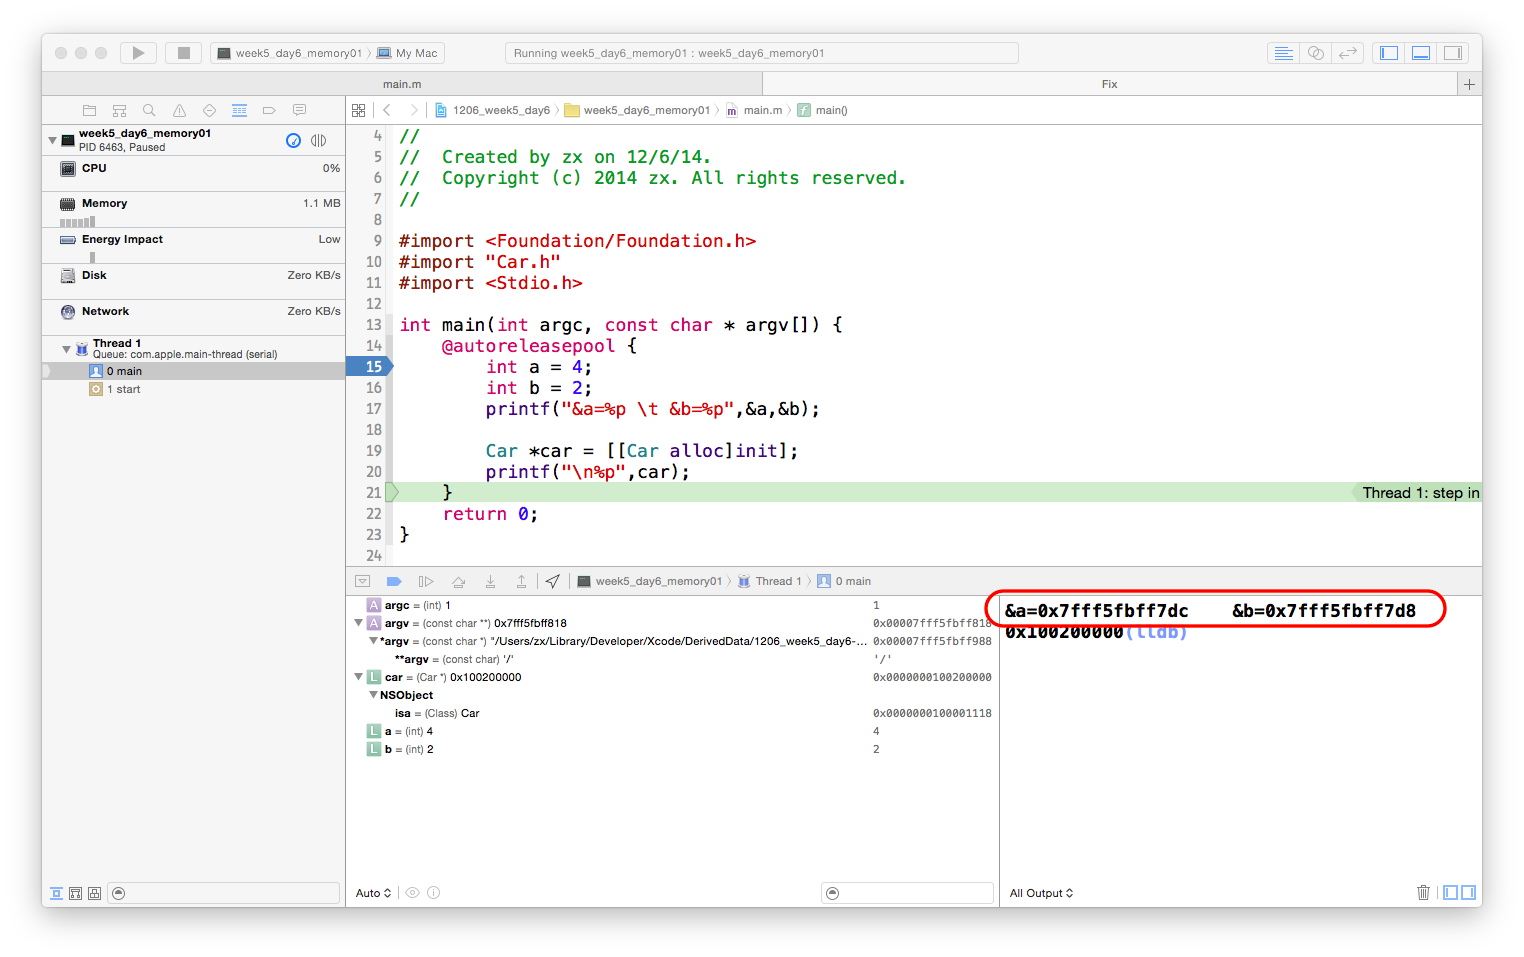 week5_day6_memory01 〉 My Mac
Running week5_day6_memory01 : week5_day6_memory01
main.m
Fix
1206_week5_day6 〉 week5_day6_memory01 〉 main.m 〉 main()
week5_day6_memory01
PID 6463, Paused
CPU 0%
Memory 1.1 MB
Energy Impact Low
Disk Zero KB/s
Network Zero KB/s
Thread 1
Queue: com.apple.main-thread (serial)
0 main
1 start
4 //
5 //  Created by zx on 12/6/14.
6 //  Copyright (c) 2014 zx. All rights reserved.
7 //
8
9 #import <Foundation/Foundation.h>
10 #import "Car.h"
11 #import <Stdio.h>
12
13 int main(int argc, const char * argv[]) {
14     @autoreleasepool {
15         int a = 4;
16         int b = 2;
17         printf("&a=%p \t &b=%p",&a,&b);
18
19         Car *car = [[Car alloc]init];
20         printf("\n%p",car);
21     }
Thread 1: step in
22     return 0;
23 }
24
week5_day6_memory01 〉 Thread 1 〉 0 main
A argc = (int) 1 1
A argv = (const char **) 0x7fff5fbff818 0x00007fff5fbff818
*argv = (const char *) "/Users/zx/Library/Developer/Xcode/DerivedData/1206_week5_day6-... 0x00007fff5fbff988
**argv = (const char) '/' '/'
L car = (Car *) 0x100200000 0x0000000100200000
NSObject
isa = (Class) Car 0x0000000100001118
L a = (int) 4 4
L b = (int) 2 2
&a=0x7fff5fbff7dc &b=0x7fff5fbff7d8
0x100200000(lldb)
Auto
All Output